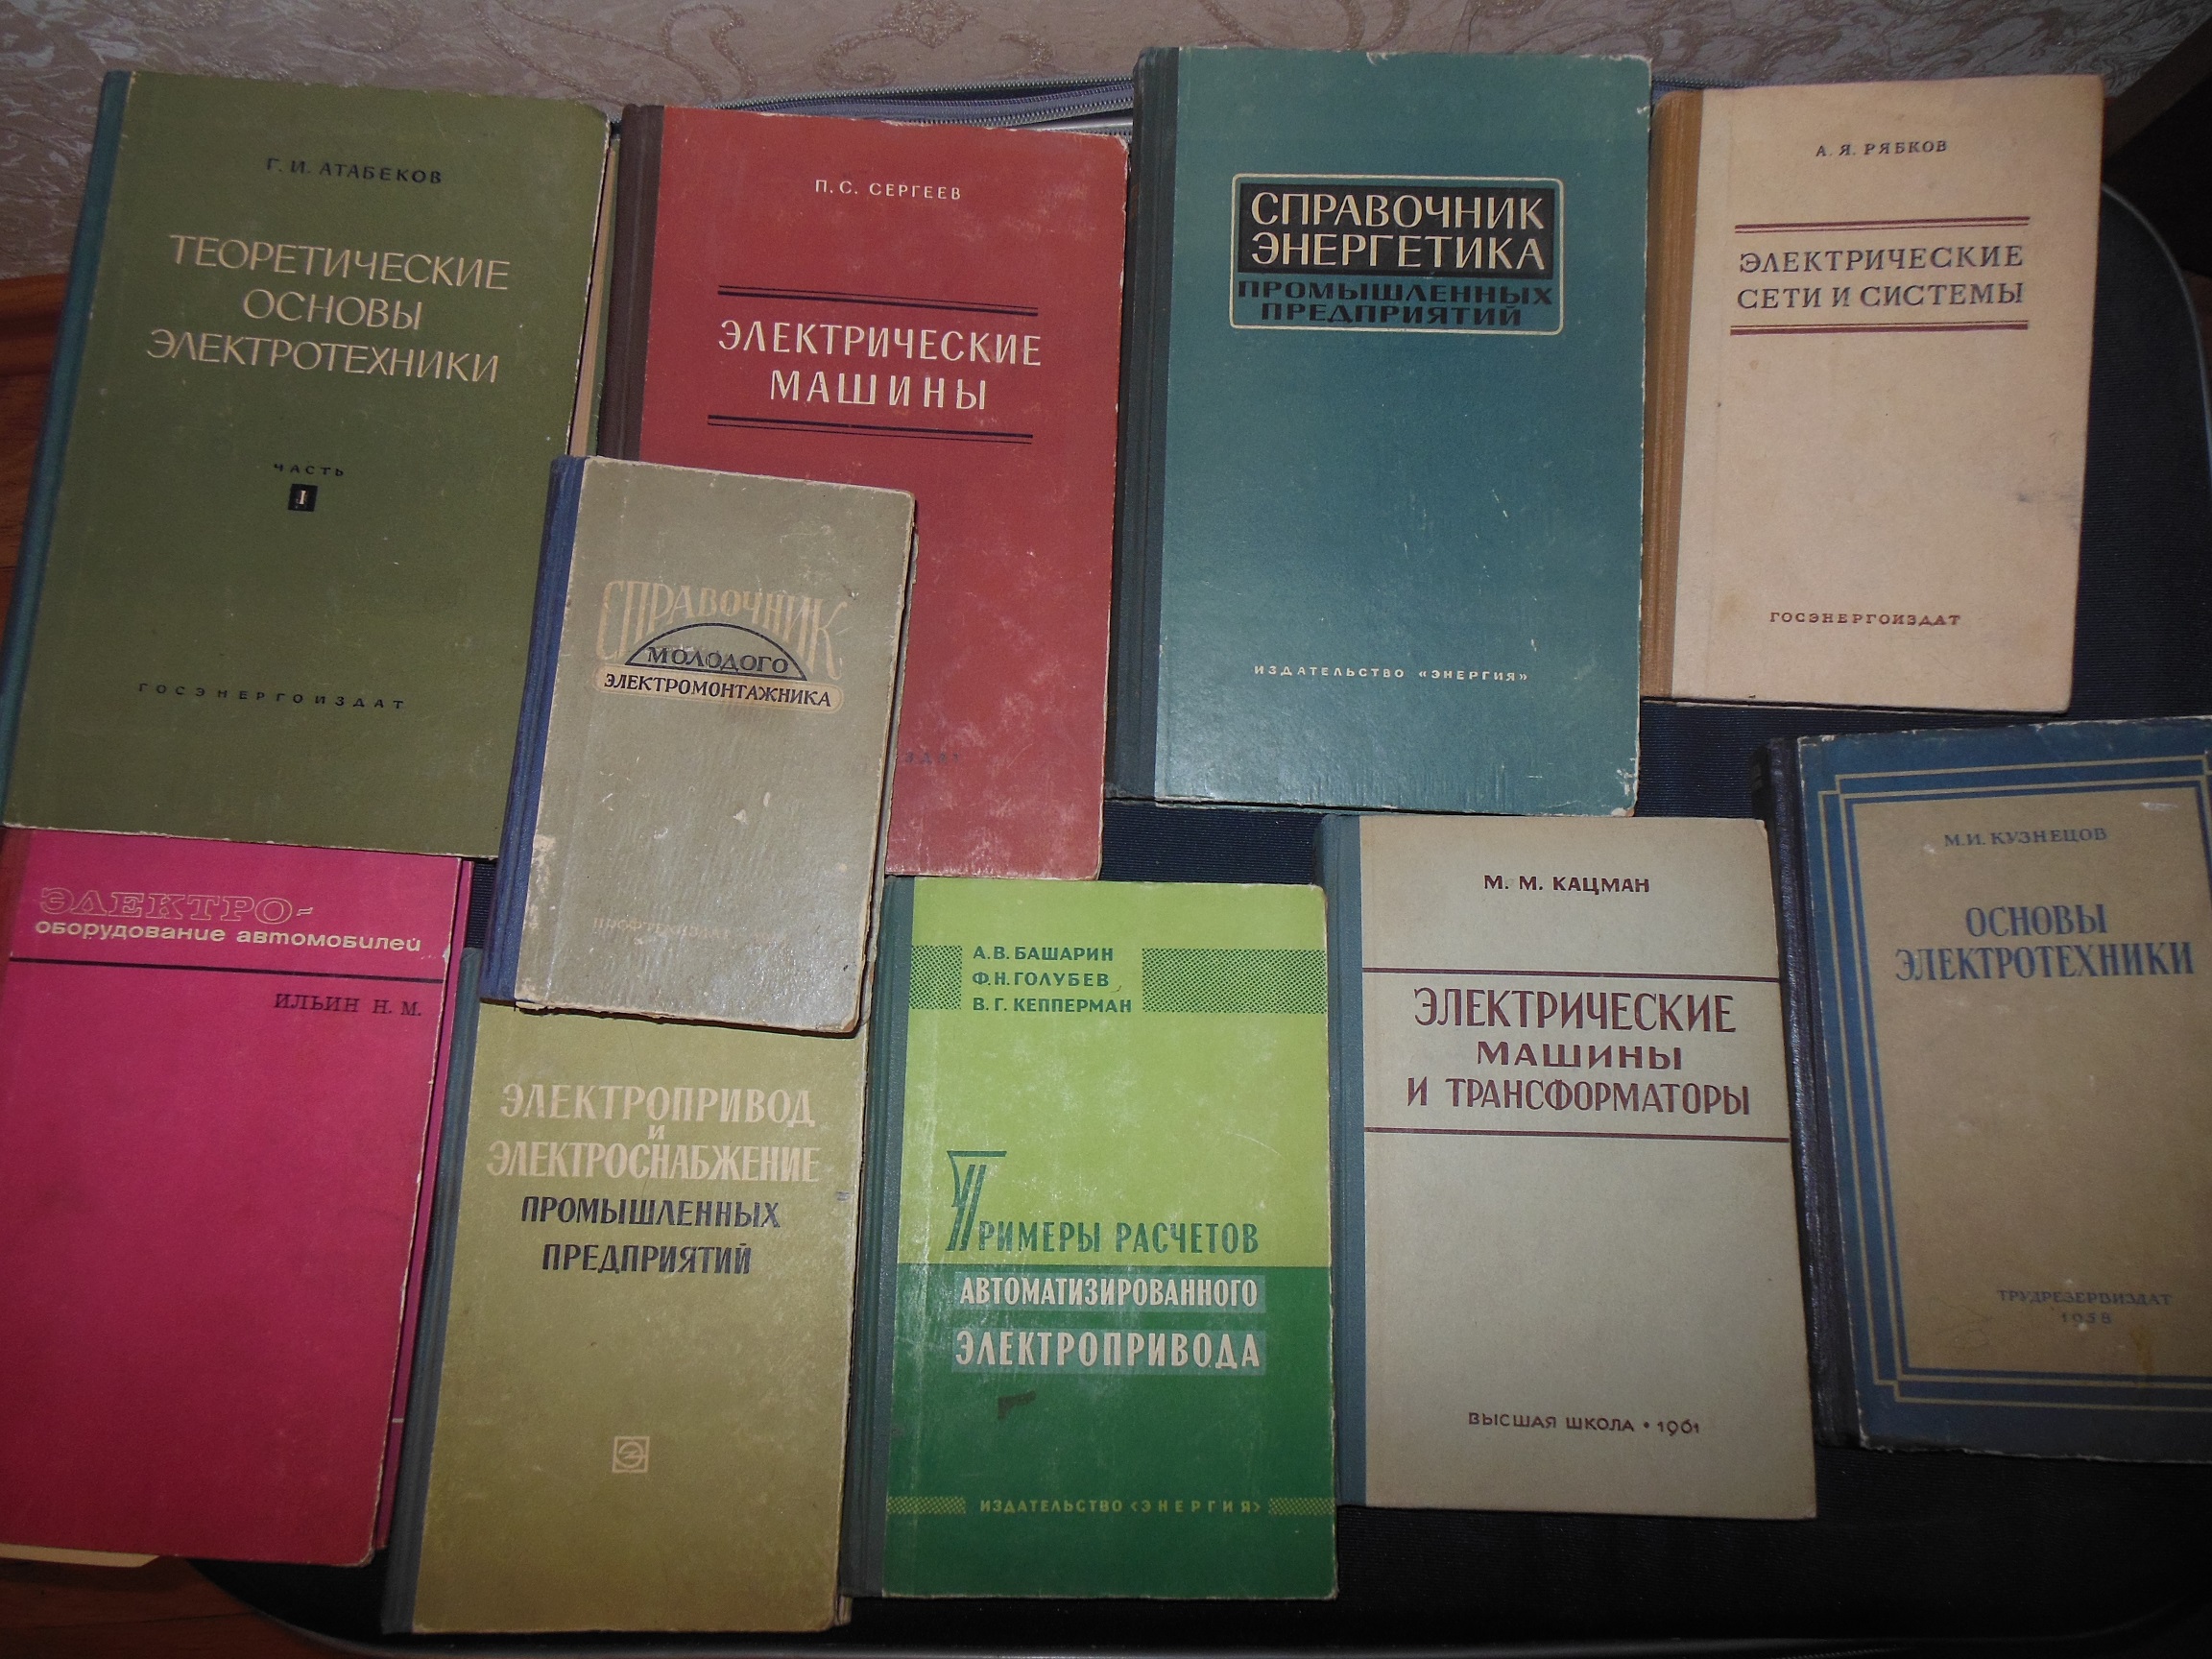 Г. И. АТАБЕКОВ
ТЕОРЕТИЧЕСКИЕ
ОСНОВЫ
ЭЛЕКТРОТЕХНИКИ
ЧАСТЬ
I
ГОСЭНЕРГОИЗДАТ
П. С. СЕРГЕЕВ
ЭЛЕКТРИЧЕСКИЕ
МАШИНЫ
СПРАВОЧНИК
ЭНЕРГЕТИКА
ПРОМЫШЛЕННЫХ
ПРЕДПРИЯТИЙ
ИЗДАТЕЛЬСТВО «ЭНЕРГИЯ»
А. Я. РЯБКОВ
ЭЛЕКТРИЧЕСКИЕ
СЕТИ И СИСТЕМЫ
ГОСЭНЕРГОИЗДАТ
СПРАВОЧНИК
МОЛОДОГО
ЭЛЕКТРОМОНТАЖНИКА
ЭЛЕКТРО-
оборудование автомобилей
ИЛЬИН Н. М.
ЭЛЕКТРОПРИВОД
И
ЭЛЕКТРОСНАБЖЕНИЕ
ПРОМЫШЛЕННЫХ
ПРЕДПРИЯТИЙ
А. В. БАШАРИН
Ф. Н. ГОЛУБЕВ
В. Г. КЕППЕРМАН
ПРИМЕРЫ РАСЧЕТОВ
АВТОМАТИЗИРОВАННОГО
ЭЛЕКТРОПРИВОДА
ИЗДАТЕЛЬСТВО «ЭНЕРГИЯ»
М. М. КАЦМАН
ЭЛЕКТРИЧЕСКИЕ
МАШИНЫ
И ТРАНСФОРМАТОРЫ
ВЫСШАЯ ШКОЛА • 1961
М. И. КУЗНЕЦОВ
ОСНОВЫ
ЭЛЕКТРОТЕХНИКИ
ТРУДРЕЗЕРВИЗДАТ
1958